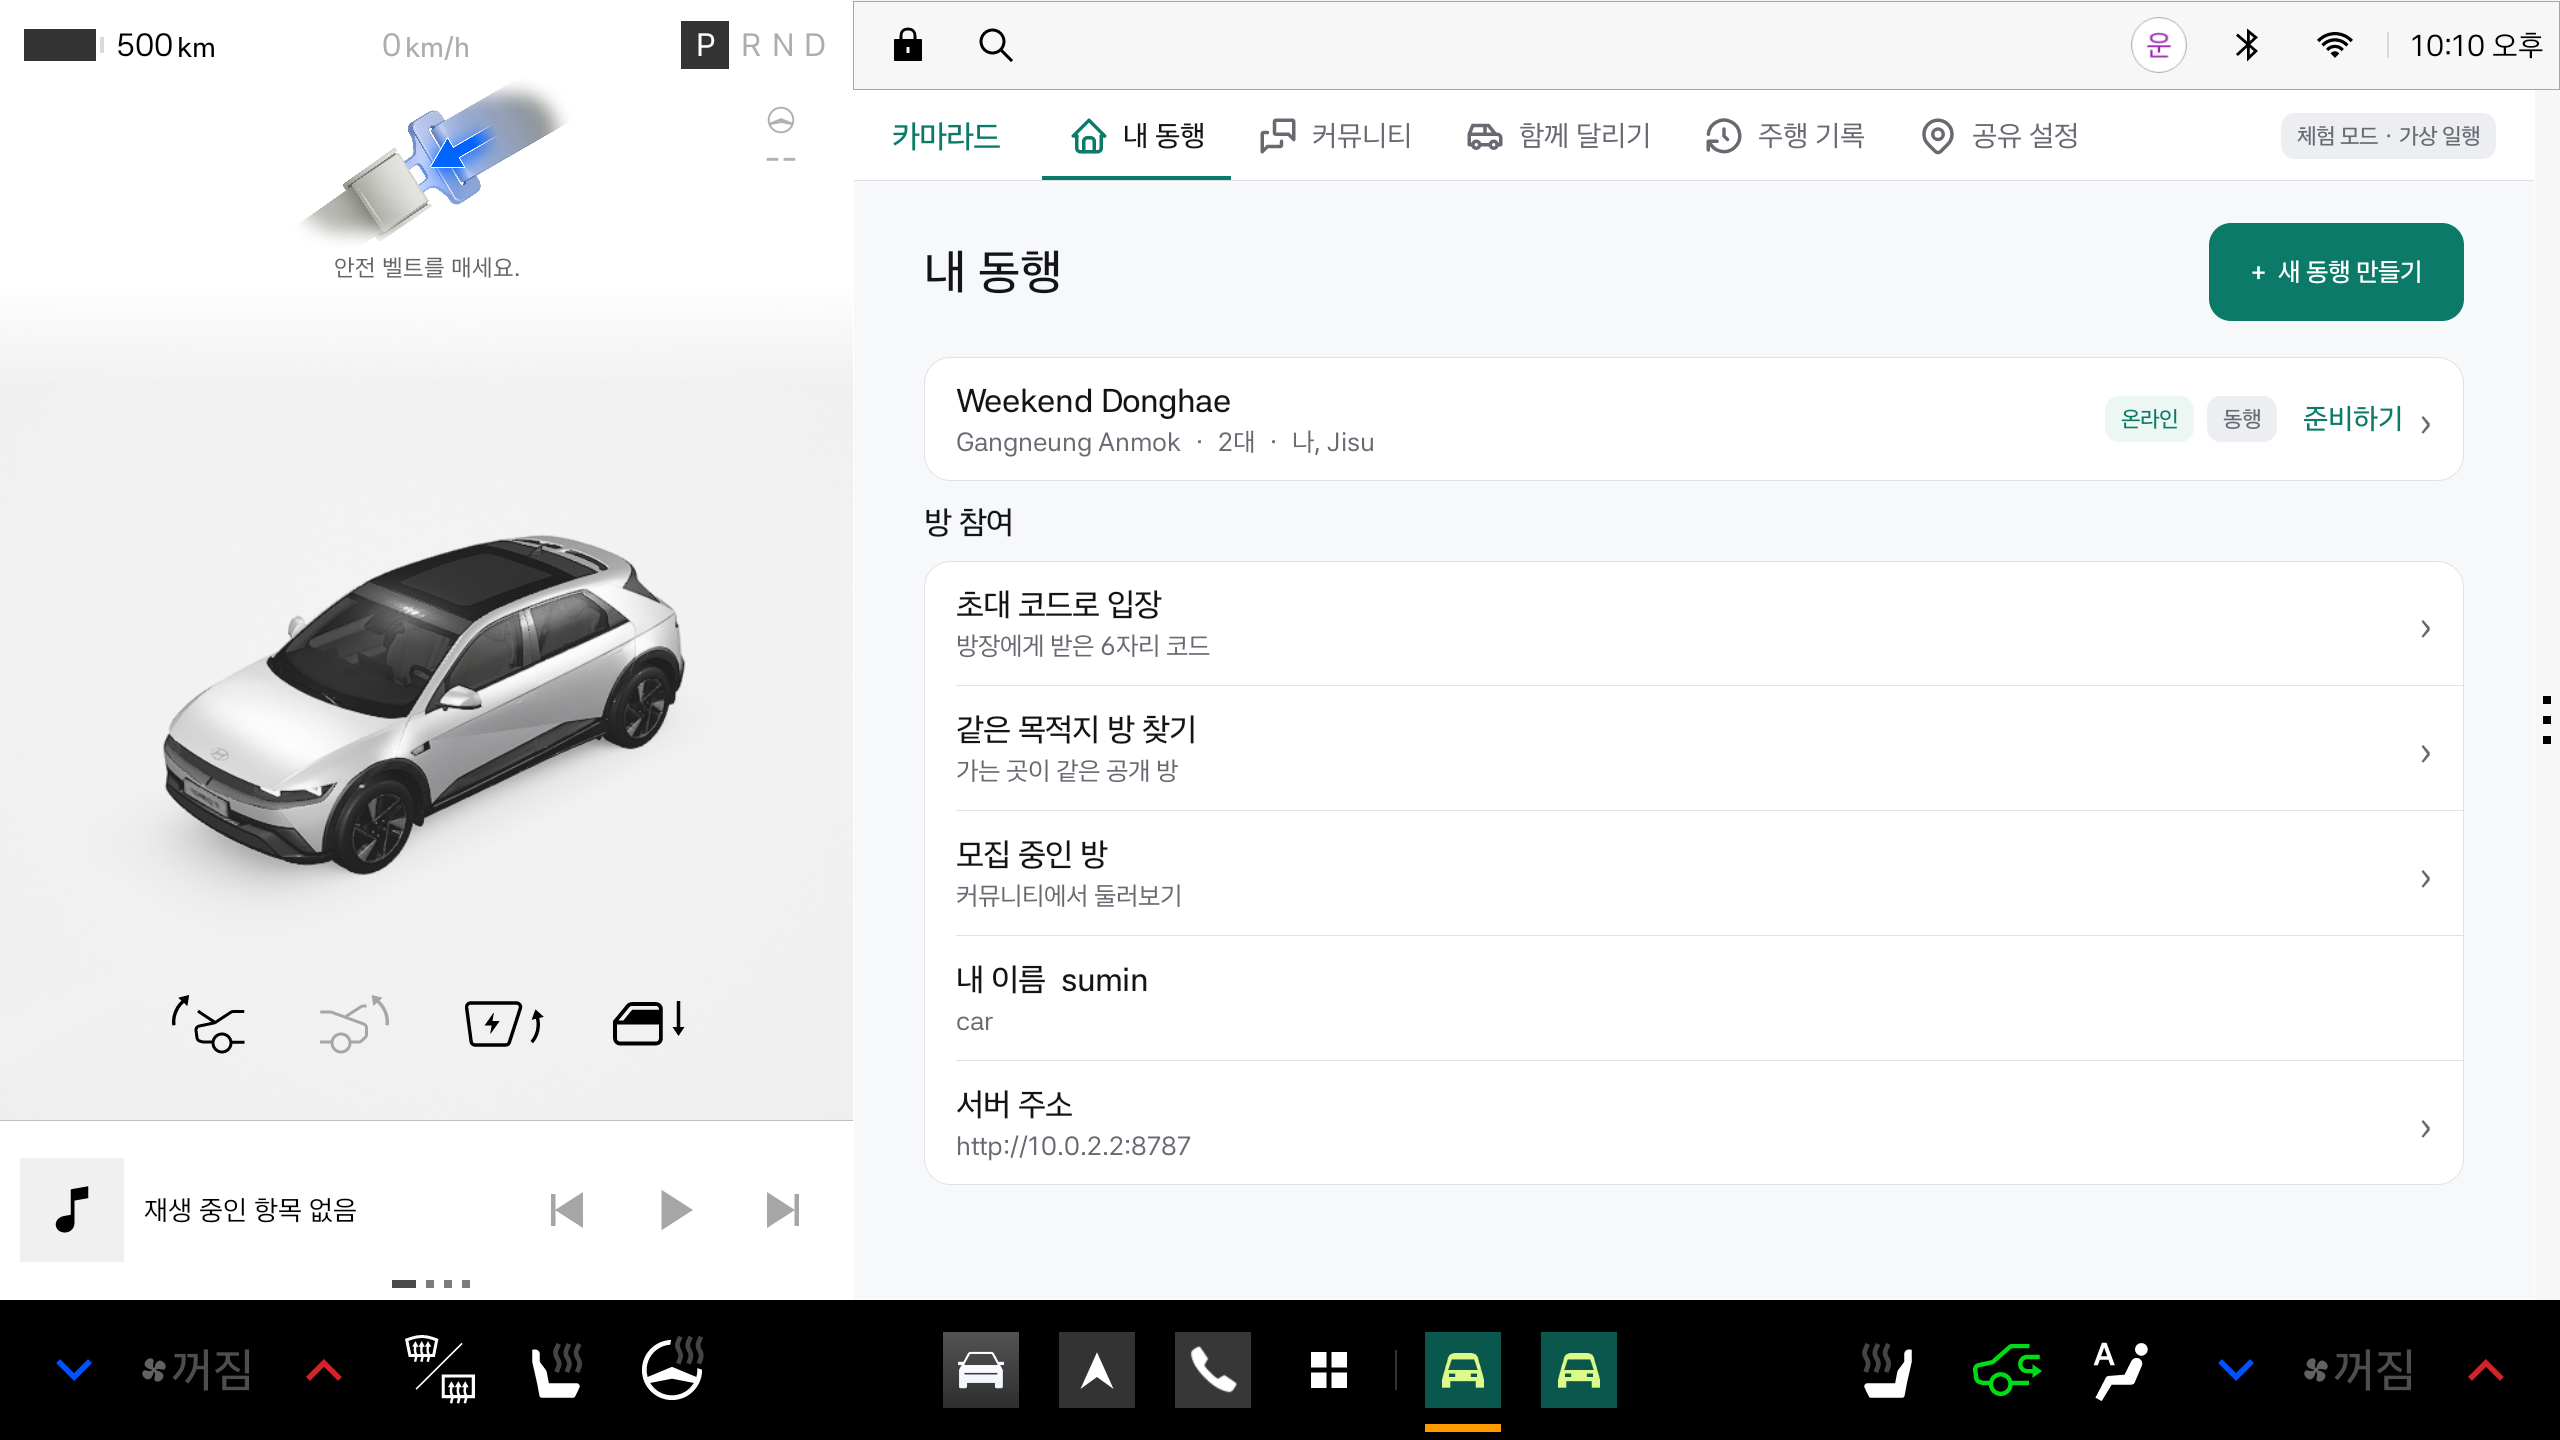 500 km
0 km/h
P R N D
10:10 오후
운
안전 벨트를 매세요.
--
카마라드
내 동행
커뮤니티
함께 달리기
주행 기록
공유 설정
체험 모드 · 가상 일행
내 동행
+ 새 동행 만들기
Weekend Donghae
Gangneung Anmok · 2대 · 나, Jisu
온라인
동행
준비하기
방 참여
초대 코드로 입장
방장에게 받은 6자리 코드
같은 목적지 방 찾기
가는 곳이 같은 공개 방
모집 중인 방
커뮤니티에서 둘러보기
내 이름 sumin
car
서버 주소
http://10.0.2.2:8787
재생 중인 항목 없음
꺼짐
A
꺼짐